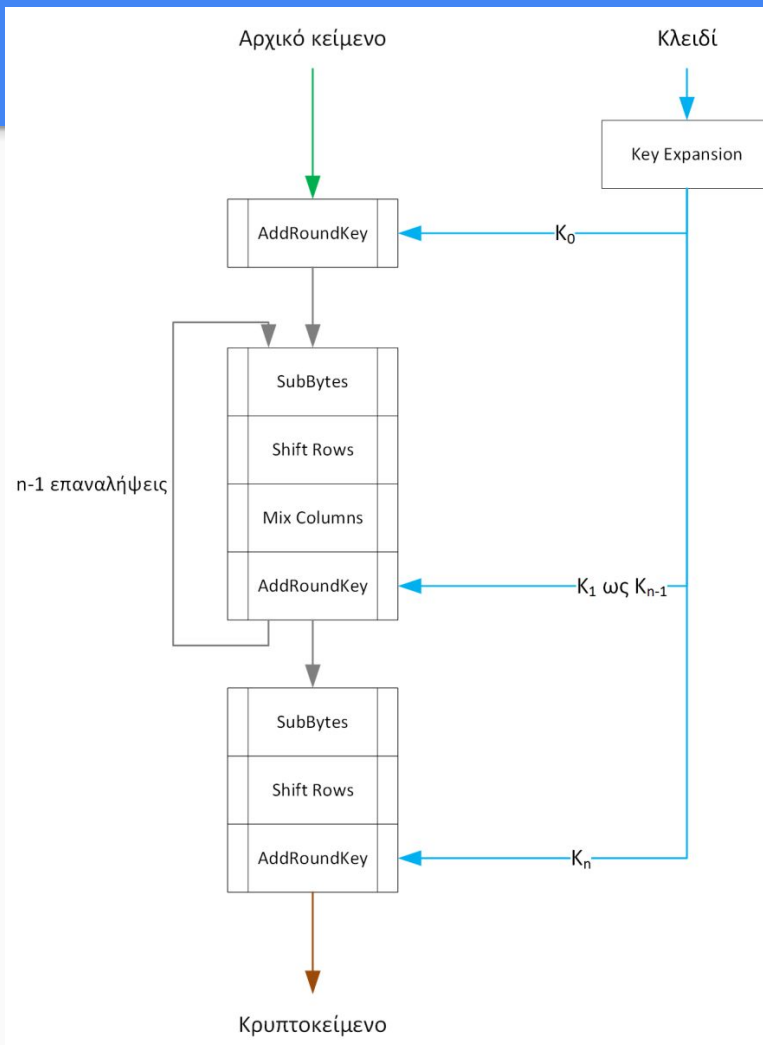 Αρχικό κείμενο
Κλειδί
Key Expansion
AddRoundKey
K₀
SubBytes
Shift Rows
n-1 επαναλήψεις
Mix Columns
AddRoundKey
K₁ ως Kₙ₋₁
SubBytes
Shift Rows
AddRoundKey
Kₙ
Κρυπτοκείμενο